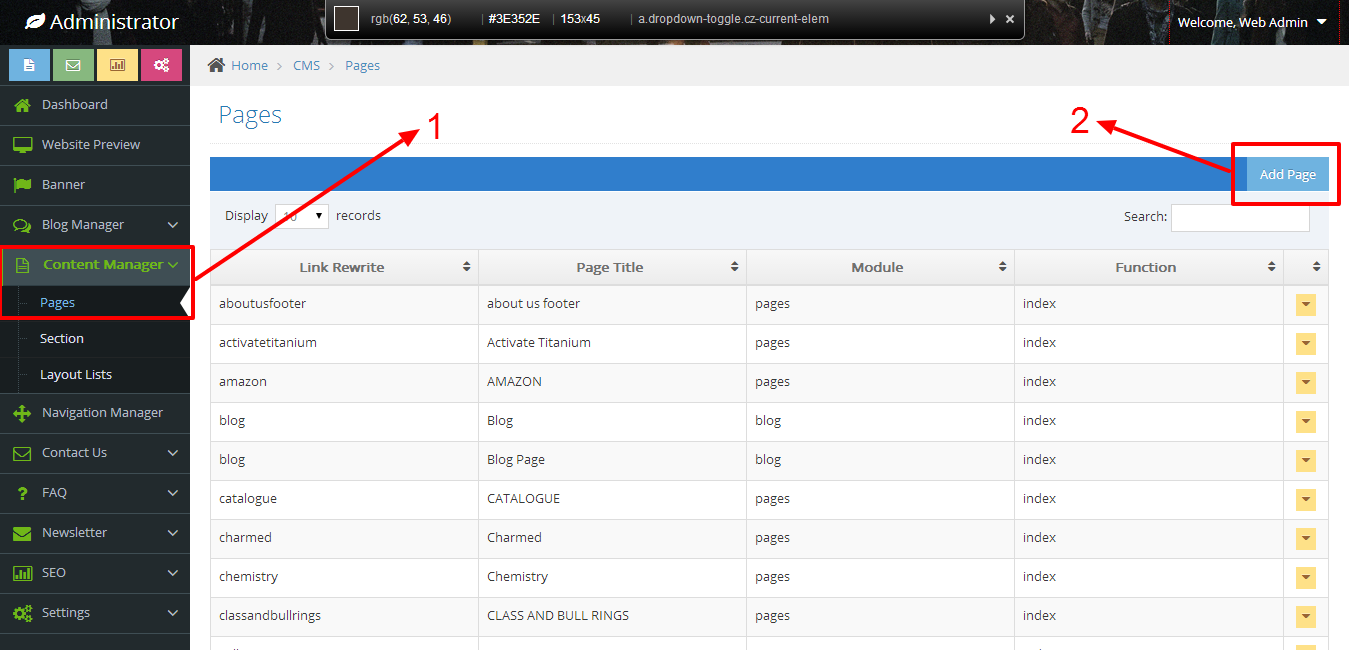 Administrator
rgb(62, 53, 46) | #3E352E | 153x45 | a.dropdown-toggle.cz-current-elem
Welcome, Web Admin
Home > CMS > Pages
Dashboard
Website Preview
Banner
Blog Manager
Content Manager
Pages
Section
Layout Lists
Navigation Manager
Contact Us
FAQ
Newsletter
SEO
Settings
Pages
1
2
Add Page
Display 10 records
Search:
Link Rewrite Page Title Module Function
aboutusfooter about us footer pages index
activatetitanium Activate Titanium pages index
amazon AMAZON pages index
blog Blog blog index
blog Blog Page blog index
catalogue CATALOGUE pages index
charmed Charmed pages index
chemistry Chemistry pages index
classandbullrings CLASS AND BULL RINGS pages index